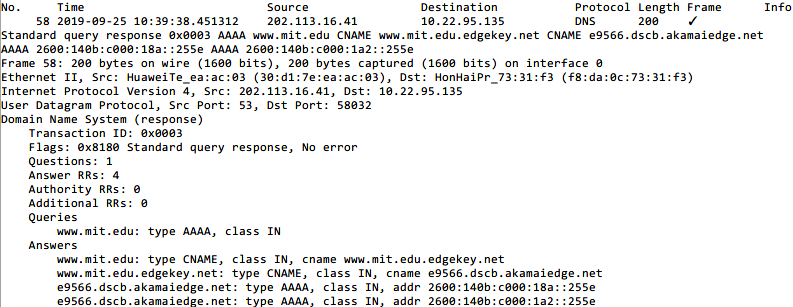 No. Time Source Destination Protocol Length Frame Info
58 2019-09-25 10:39:38.451312 202.113.16.41 10.22.95.135 DNS 200 ✓
Standard query response 0x0003 AAAA www.mit.edu CNAME www.mit.edu.edgekey.net CNAME e9566.dscb.akamaiedge.net
AAAA 2600:140b:c000:18a::255e AAAA 2600:140b:c000:1a2::255e
Frame 58: 200 bytes on wire (1600 bits), 200 bytes captured (1600 bits) on interface 0
Ethernet II, Src: HuaweiTe_ea:ac:03 (30:d1:7e:ea:ac:03), Dst: HonHaiPr_73:31:f3 (f8:da:0c:73:31:f3)
Internet Protocol Version 4, Src: 202.113.16.41, Dst: 10.22.95.135
User Datagram Protocol, Src Port: 53, Dst Port: 58032
Domain Name System (response)
Transaction ID: 0x0003
Flags: 0x8180 Standard query response, No error
Questions: 1
Answer RRs: 4
Authority RRs: 0
Additional RRs: 0
Queries
www.mit.edu: type AAAA, class IN
Answers
www.mit.edu: type CNAME, class IN, cname www.mit.edu.edgekey.net
www.mit.edu.edgekey.net: type CNAME, class IN, cname e9566.dscb.akamaiedge.net
e9566.dscb.akamaiedge.net: type AAAA, class IN, addr 2600:140b:c000:18a::255e
e9566.dscb.akamaiedge.net: type AAAA, class IN, addr 2600:140b:c000:1a2::255e